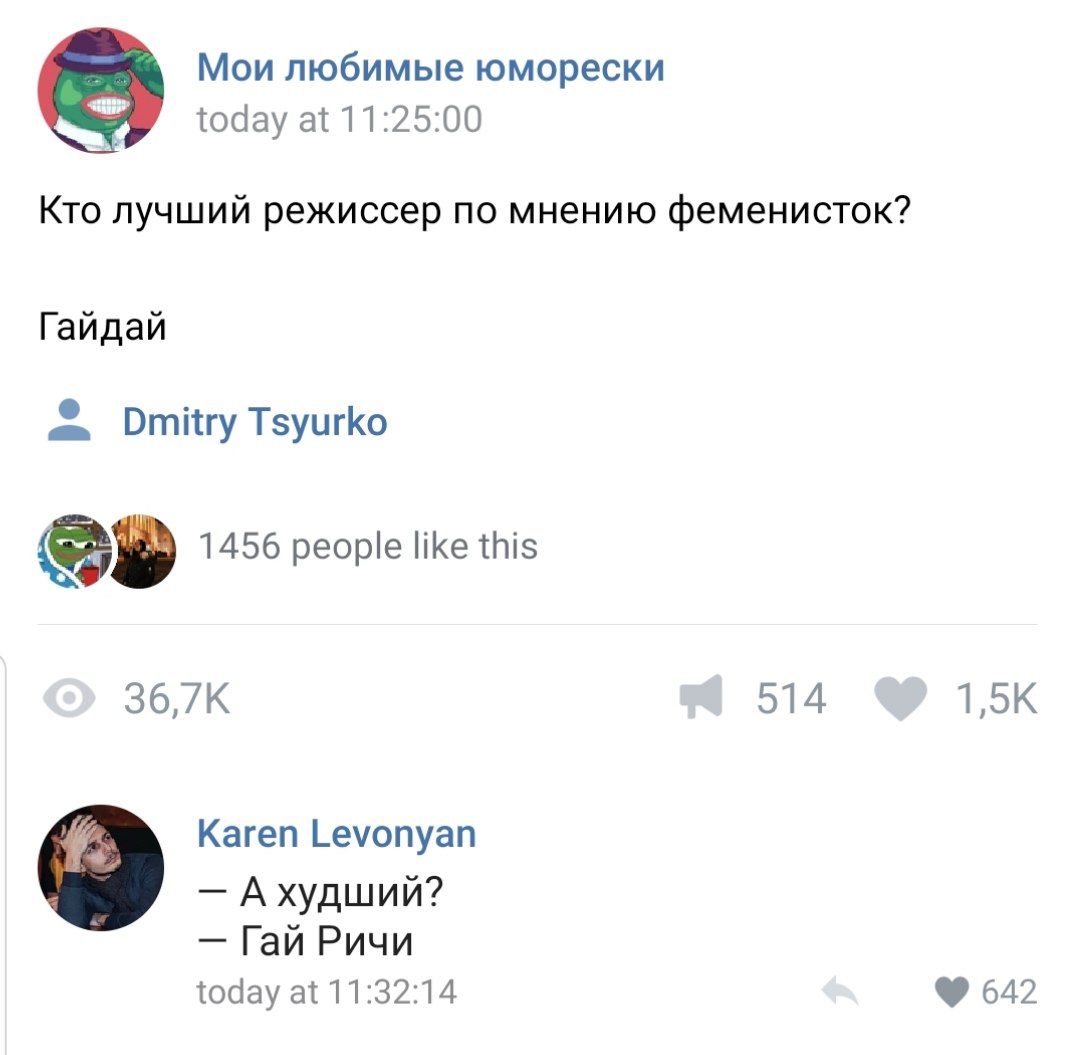 Мои любимые юморески
today at 11:25:00
Кто лучший режиссер по мнению феменисток?
Гайдай
Dmitry Tsyurko
1456 people like this
36,7K
514
1,5K
Karen Levonyan
— А худший?
— Гай Ричи
today at 11:32:14
642